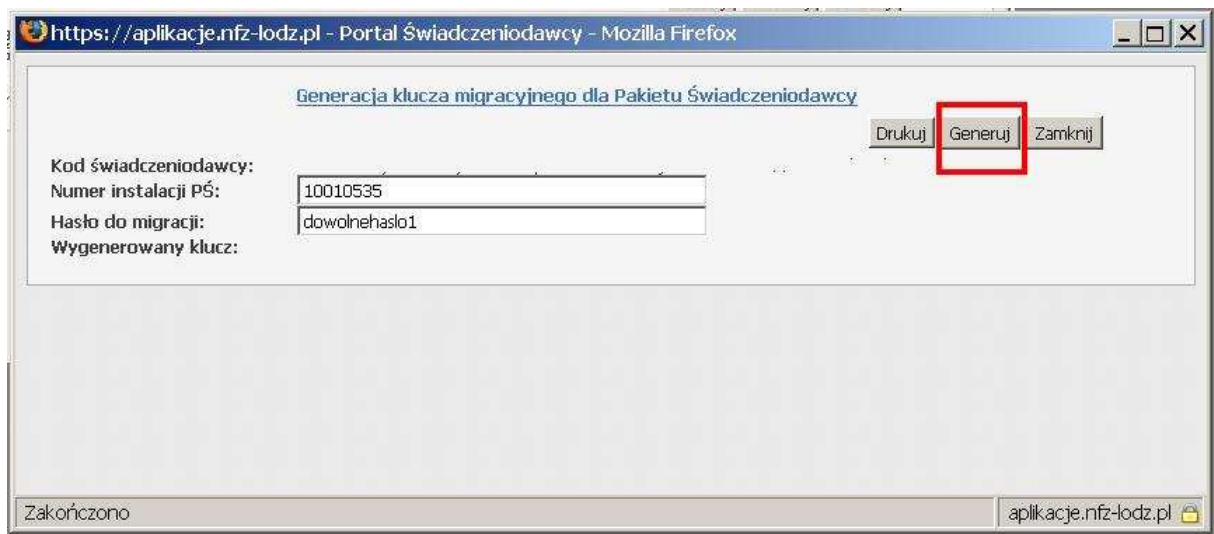 https://aplikacje.nfz-lodz.pl - Portal Świadczeniodawcy - Mozilla Firefox
Generacja klucza migracyjnego dla Pakietu Świadczeniodawcy
Drukuj Generuj Zamknij
Kod świadczeniodawcy:
Numer instalacji PŚ: 10010535
Hasło do migracji: dowolnehaslo1
Wygenerowany klucz:
Zakończono aplikacje.nfz-lodz.pl